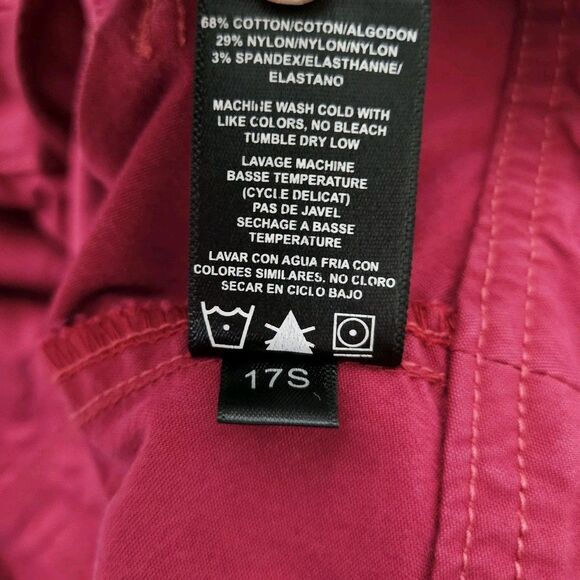 68% COTTON/COTON/ALGODON
29% NYLON/NYLON/NYLON
3% SPANDEX/ELASTHANNE/
ELASTANO
MACHINE WASH COLD WITH
LIKE COLORS, NO BLEACH
TUMBLE DRY LOW
LAVAGE MACHINE
BASSE TEMPERATURE
(CYCLE DELICAT)
PAS DE JAVEL
SECHAGE A BASSE
TEMPERATURE
LAVAR CON AGUA FRIA CON
COLORES SIMILARES. NO CLORO
SECAR EN CICLO BAJO
17S